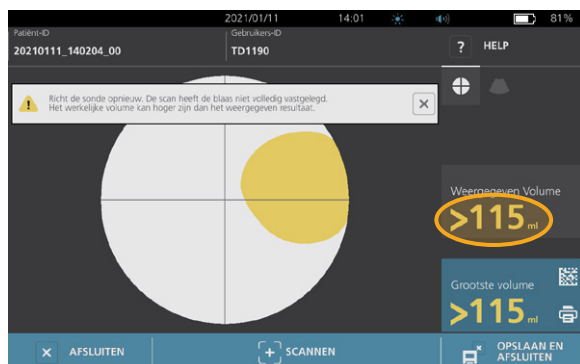 2021/01/11 14:01 81%
Patiënt-ID
20210111_140204_00
Gebruikers-ID
TD1190
? HELP
Richt de sonde opnieuw. De scan heeft de blaas niet volledig vastgelegd.
Het werkelijke volume kan hoger zijn dan het weergegeven resultaat.
Weergegeven Volume
>115 ml
Grootste volume
>115 ml
AFSLUITEN
SCANNEN
OPSLAAN EN
AFSLUITEN